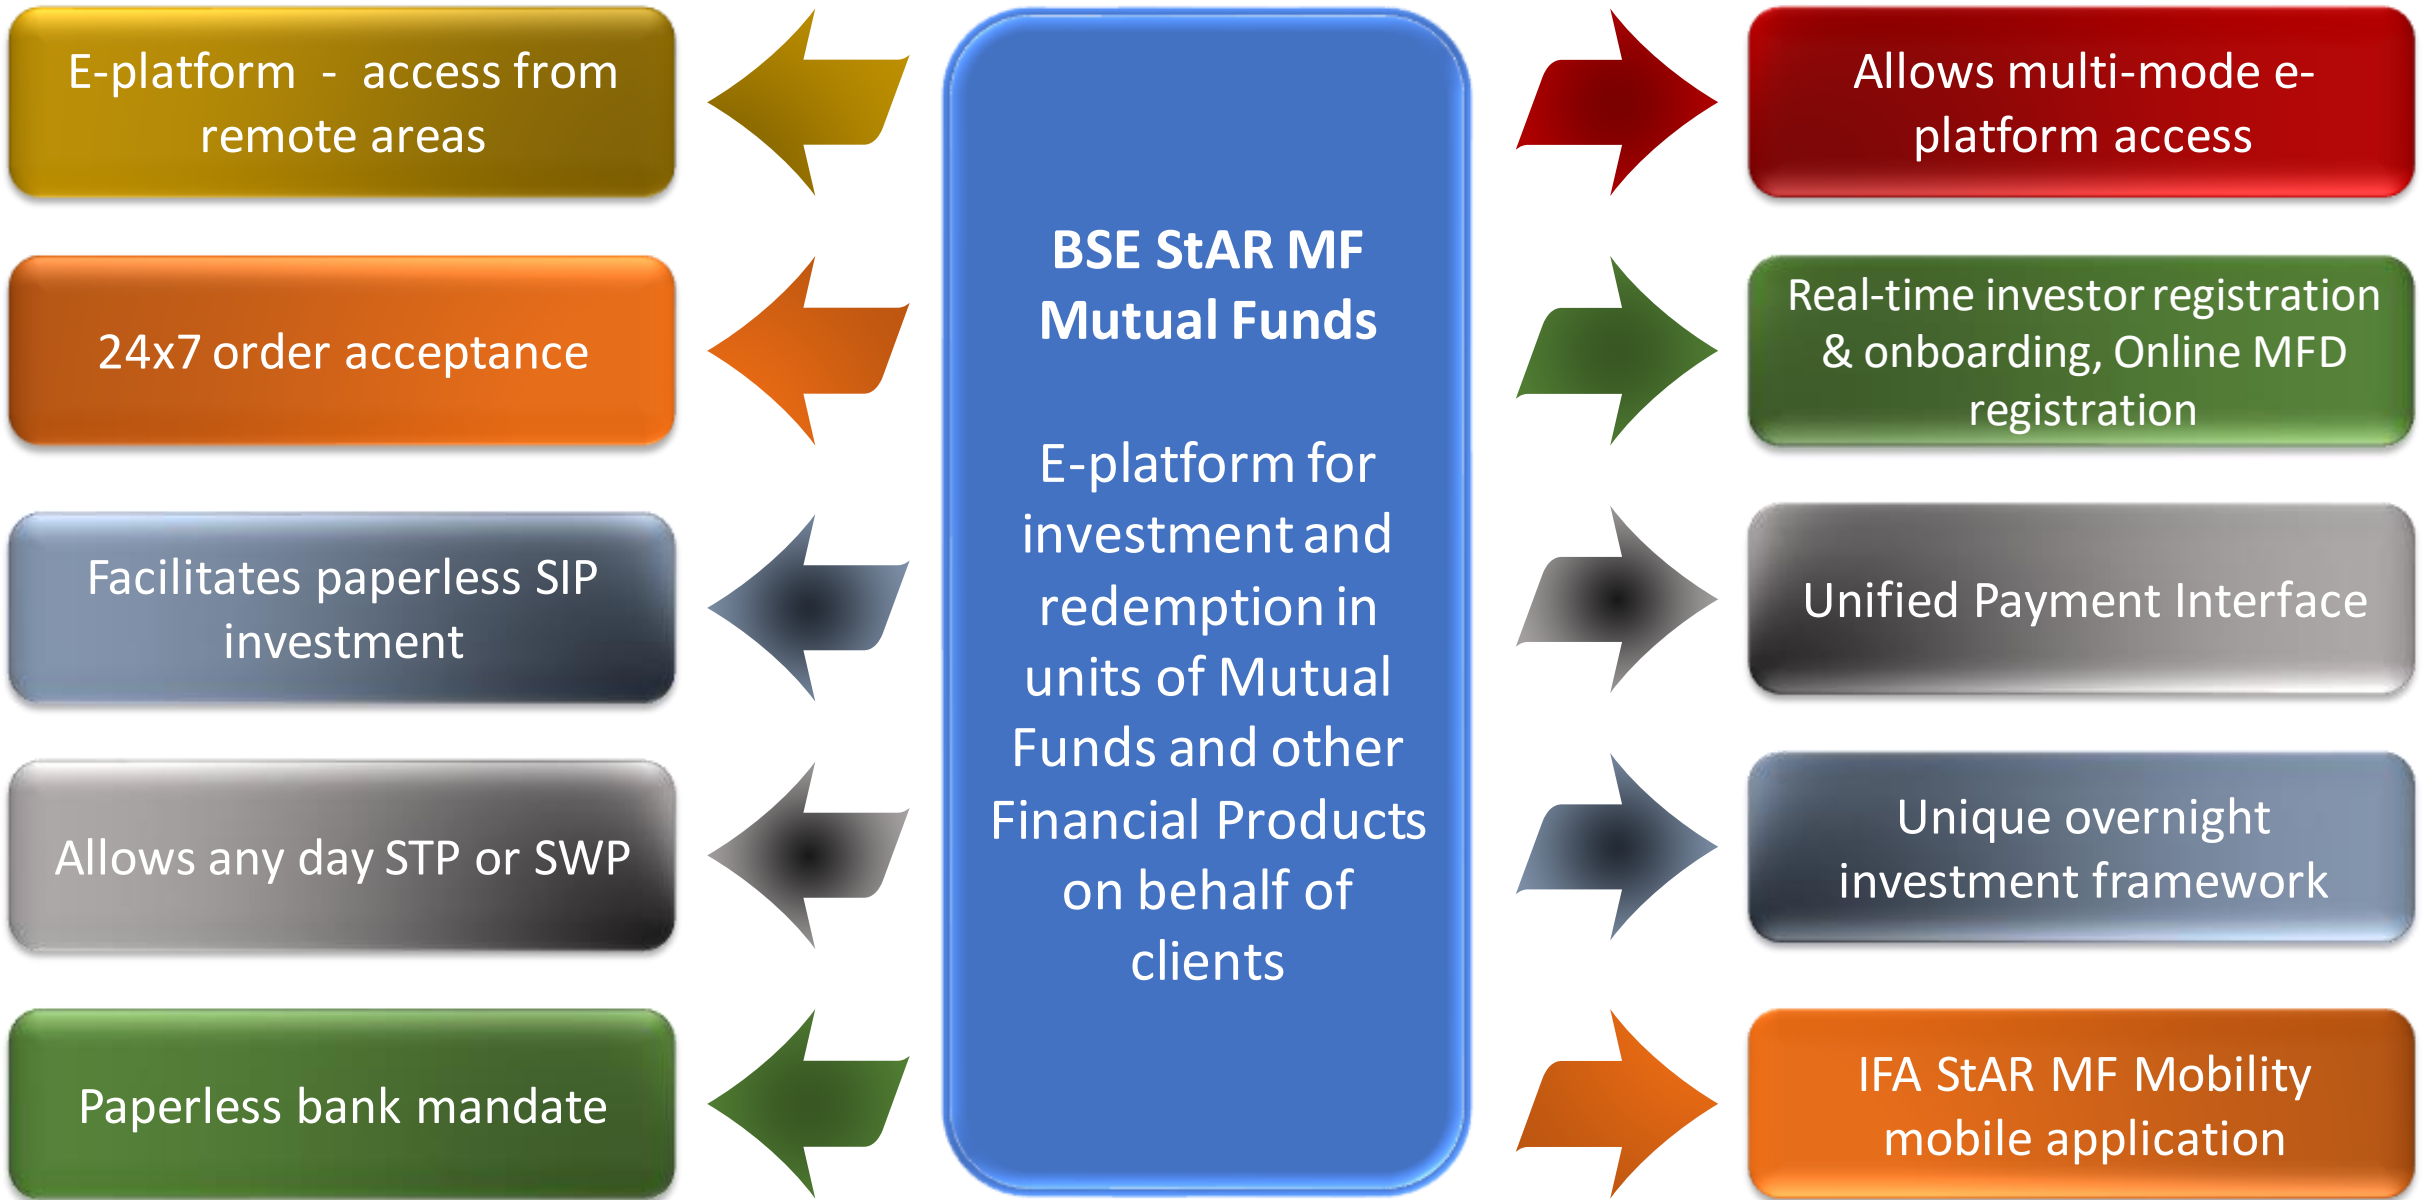 E-platform - access from
remote areas
24x7 order acceptance
Facilitates paperless SIP
investment
Allows any day STP or SWP
Paperless bank mandate
BSE StAR MF
Mutual Funds
E-platform for
investment and
redemption in
units of Mutual
Funds and other
Financial Products
on behalf of
clients
Allows multi-mode e-
platform access
Real-time investor registration
& onboarding, Online MFD
registration
Unified Payment Interface
Unique overnight
investment framework
IFA StAR MF Mobility
mobile application